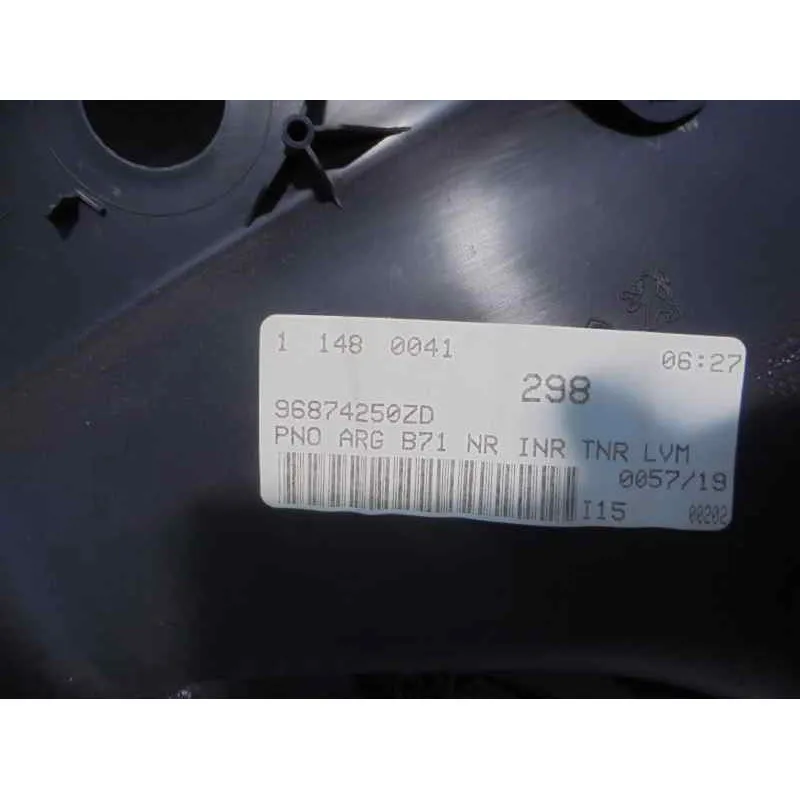 1 148 0041 06:27
298
96874250ZD
PNO ARG B71 NR INR TNR LVM
0057/19
I15 00202